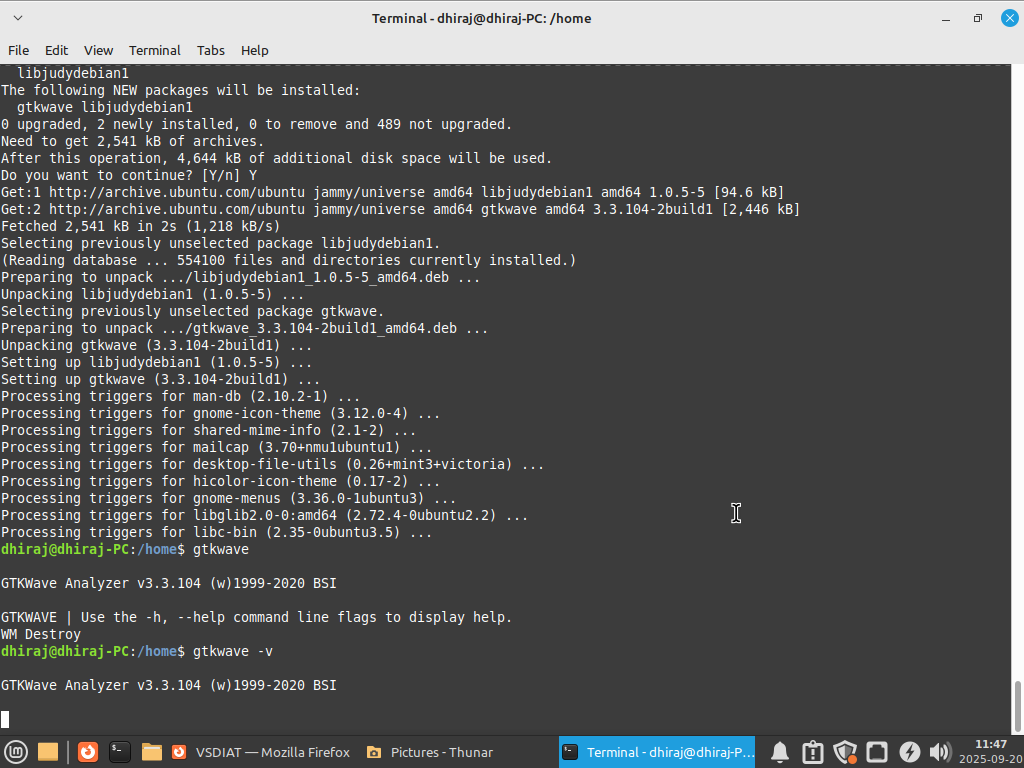 Terminal - dhiraj@dhiraj-PC: /home
File Edit View Terminal Tabs Help
libjudydebian1
The following NEW packages will be installed:
gtkwave libjudydebian1
0 upgraded, 2 newly installed, 0 to remove and 489 not upgraded.
Need to get 2,541 kB of archives.
After this operation, 4,644 kB of additional disk space will be used.
Do you want to continue? [Y/n] Y
Get:1 http://archive.ubuntu.com/ubuntu jammy/universe amd64 libjudydebian1 amd64 1.0.5-5 [94.6 kB]
Get:2 http://archive.ubuntu.com/ubuntu jammy/universe amd64 gtkwave amd64 3.3.104-2build1 [2,446 kB]
Fetched 2,541 kB in 2s (1,218 kB/s)
Selecting previously unselected package libjudydebian1.
(Reading database ... 554100 files and directories currently installed.)
Preparing to unpack .../libjudydebian1_1.0.5-5_amd64.deb ...
Unpacking libjudydebian1 (1.0.5-5) ...
Selecting previously unselected package gtkwave.
Preparing to unpack .../gtkwave_3.3.104-2build1_amd64.deb ...
Unpacking gtkwave (3.3.104-2build1) ...
Setting up libjudydebian1 (1.0.5-5) ...
Setting up gtkwave (3.3.104-2build1) ...
Processing triggers for man-db (2.10.2-1) ...
Processing triggers for gnome-icon-theme (3.12.0-4) ...
Processing triggers for shared-mime-info (2.1-2) ...
Processing triggers for mailcap (3.70+nmu1ubuntu1) ...
Processing triggers for desktop-file-utils (0.26+mint3+victoria) ...
Processing triggers for hicolor-icon-theme (0.17-2) ...
Processing triggers for gnome-menus (3.36.0-1ubuntu3) ...
Processing triggers for libglib2.0-0:amd64 (2.72.4-0ubuntu2.2) ...
Processing triggers for libc-bin (2.35-0ubuntu3.5) ...
dhiraj@dhiraj-PC:/home$ gtkwave
GTKWave Analyzer v3.3.104 (w)1999-2020 BSI
GTKWAVE | Use the -h, --help command line flags to display help.
WM Destroy
dhiraj@dhiraj-PC:/home$ gtkwave -v
GTKWave Analyzer v3.3.104 (w)1999-2020 BSI
VSDIAT — Mozilla Firefox
Pictures - Thunar
Terminal - dhiraj@dhiraj-P...
11:47
2025-09-20